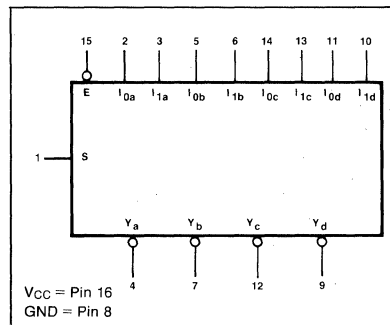 15 2 3 5 6 14 13 11 10
E I0a I1a I0b I1b I0c I1c I0d I1d
1 S
Ya Yb Yc Yd
4 7 12 9
VCC = Pin 16
GND = Pin 8